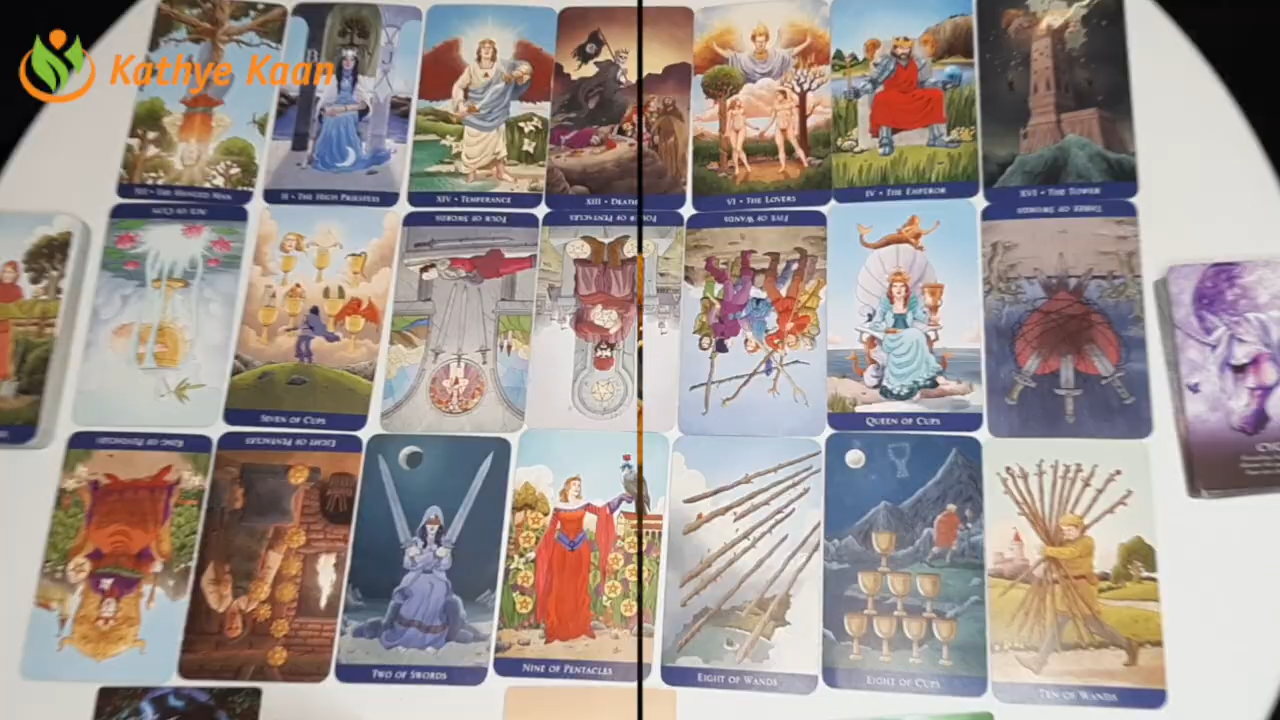 Kathye Kaan
XII • THE HANGED MAN
II • THE HIGH PRIESTESS
XIV • TEMPERANCE
XIII • DEATH
VI • THE LOVERS
IV • THE EMPEROR
XVI • THE TOWER
ACE OF CUPS
SEVEN OF CUPS
FOUR OF SWORDS
FOUR OF PENTACLES
FIVE OF WANDS
QUEEN OF CUPS
THREE OF SWORDS
KING OF PENTACLES
EIGHT OF PENTACLES
TWO OF SWORDS
NINE OF PENTACLES
EIGHT OF WANDS
EIGHT OF CUPS
TEN OF WANDS